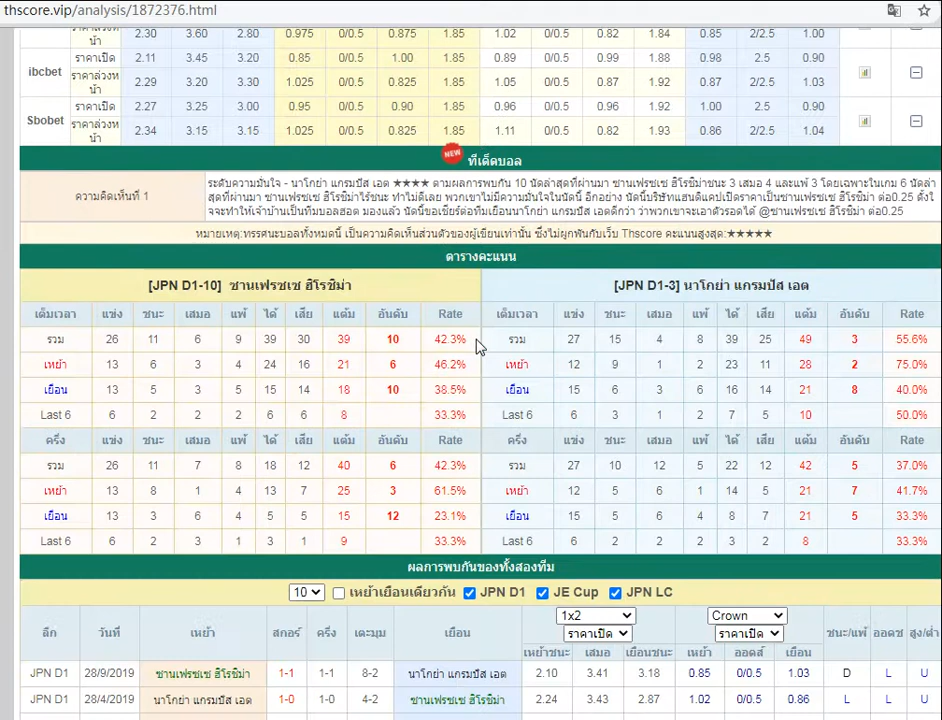 thscore.vip/analysis/1872376.html
ราคาล่วงหน้า 2.30 3.60 2.80 0.975 0/0.5 0.875 1.85 1.02 0/0.5 0.82 1.84 0.85 2/2.5 1.00
ibcbet ราคาเปิด 2.11 3.45 3.20 0.85 0/0.5 1.00 1.85 0.89 0/0.5 0.99 1.88 0.98 2.5 0.90
ราคาล่วงหน้า 2.29 3.20 3.30 1.025 0/0.5 0.825 1.85 1.05 0/0.5 0.87 1.92 0.87 2/2.5 1.03
Sbobet ราคาเปิด 2.27 3.25 3.00 0.95 0/0.5 0.90 1.85 0.96 0/0.5 0.96 1.92 1.00 2.5 0.90
ราคาล่วงหน้า 2.34 3.15 3.15 1.025 0/0.5 0.825 1.85 1.11 0/0.5 0.82 1.93 0.86 2/2.5 1.04
NEW ทีเด็ดบอล
ความคิดเห็นที่ 1
ระดับความมั่นใจ - นาโกย่า แกรมปัส เอต ★★★★ ตามผลการพบกัน 10 นัดล่าสุดที่ผ่านมา ซานเฟรซเซ ฮิโรชิม่าชนะ 3 เสมอ 4 และแพ้ 3 โดยเฉพาะในเกม 6 นัดล่า
สุดที่ผ่านมา ซานเฟรซเซ ฮิโรชิม่าไร้ชนะ ทำไม่ดีเลย พวกเขาไม่มีความมั่นใจในนัดนี้ อีกอย่าง นัดนี้บริษัทแฮนดิแคปเปิดราคาเป็นซานเฟรซเซ ฮิโรชิม่า ต่อ0.25 ตั้งใ
จจะทำให้เจ้าบ้านเป็นทีมบอลฮอต มองแล้ว นัดนี้ขอเชียร์ต่อทีมเยือนนาโกย่า แกรมปัส เอตดีกว่า ว่าพวกเขาจะเอาตัวรอดได้ @ซานเฟรซเซ ฮิโรชิม่า ต่อ0.25
หมายเหตุ:ทรรศนะบอลทั้งหมดนี้ เป็นความคิดเห็นส่วนตัวของผู้เขียนเท่านั้น ซึ่งไม่ผูกพันกับเว็บ Thscore คะแนนสูงสุด:★★★★★
ตารางคะแนน
[JPN D1-10] ซานเฟรซเซ ฮิโรชิม่า [JPN D1-3] นาโกย่า แกรมปัส เอต
เต็มเวลา แข่ง ชนะ เสมอ แพ้ ได้ เสีย แต้ม อันดับ Rate เต็มเวลา แข่ง ชนะ เสมอ แพ้ ได้ เสีย แต้ม อันดับ Rate
รวม 26 11 6 9 39 30 39 10 42.3% รวม 27 15 4 8 39 25 49 3 55.6%
เหย้า 13 6 3 4 24 16 21 6 46.2% เหย้า 12 9 1 2 23 11 28 2 75.0%
เยือน 13 5 3 5 15 14 18 10 38.5% เยือน 15 6 3 6 16 14 21 8 40.0%
Last 6 6 2 2 2 6 6 8 33.3% Last 6 6 3 1 2 7 5 10 50.0%
ครึ่ง แข่ง ชนะ เสมอ แพ้ ได้ เสีย แต้ม อันดับ Rate ครึ่ง แข่ง ชนะ เสมอ แพ้ ได้ เสีย แต้ม อันดับ Rate
รวม 26 11 7 8 18 12 40 6 42.3% รวม 27 10 12 5 22 12 42 5 37.0%
เหย้า 13 8 1 4 13 7 25 3 61.5% เหย้า 12 5 6 1 14 5 21 7 41.7%
เยือน 13 3 6 4 5 5 15 12 23.1% เยือน 15 5 6 4 8 7 21 5 33.3%
Last 6 6 2 3 1 3 1 9 33.3% Last 6 6 2 2 2 3 2 8 33.3%
ผลการพบกันของทั้งสองทีม
10 เหย้าเยือนเดียวกัน JPN D1 JE Cup JPN LC
ลีก วันที่ เหย้า สกอร์ ครึ่ง เตะมุม เยือน 1x2 Crown ชนะ/แพ้ ออดซ สูง/ต่ำ
ราคาเปิด ราคาเปิด
เหย้าชนะ เสมอ เยือนชนะ เหย้า ออดส์ เยือน
JPN D1 28/9/2019 ซานเฟรซเซ ฮิโรชิม่า 1-1 1-1 8-2 นาโกย่า แกรมปัส เอต 2.10 3.41 3.18 0.85 0/0.5 1.03 D L U
JPN D1 28/4/2019 นาโกย่า แกรมปัส เอต 1-0 1-0 4-2 ซานเฟรซเซ ฮิโรชิม่า 2.24 3.43 2.87 1.02 0/0.5 0.86 L L U